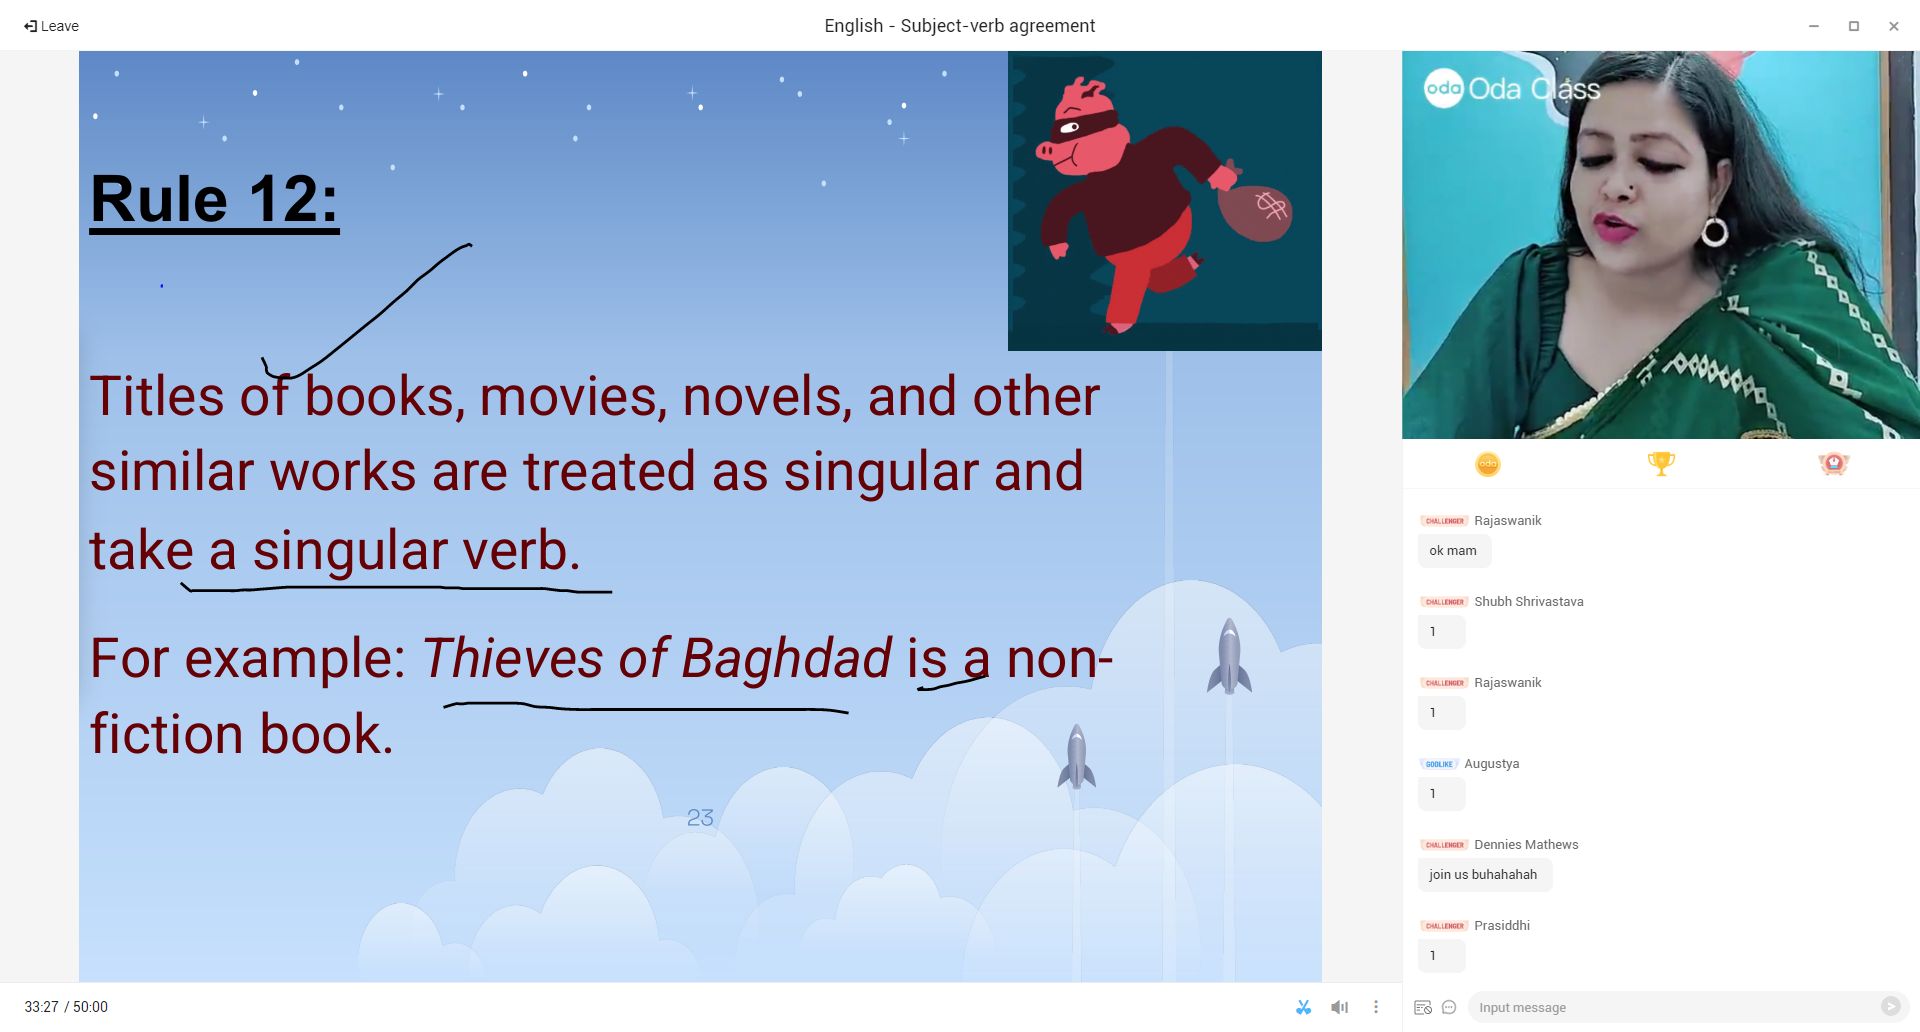 Leave
English - Subject-verb agreement
Rule 12:
Titles of books, movies, novels, and other
similar works are treated as singular and
take a singular verb.
For example: Thieves of Baghdad is a non-
fiction book.
23
33:27 / 50:00
oda Oda Class
oda
CHALLENGER Rajaswanik
ok mam
CHALLENGER Shubh Shrivastava
1
CHALLENGER Rajaswanik
1
GODLIKE Augustya
1
CHALLENGER Dennies Mathews
join us buhahahah
CHALLENGER Prasiddhi
1
Input message